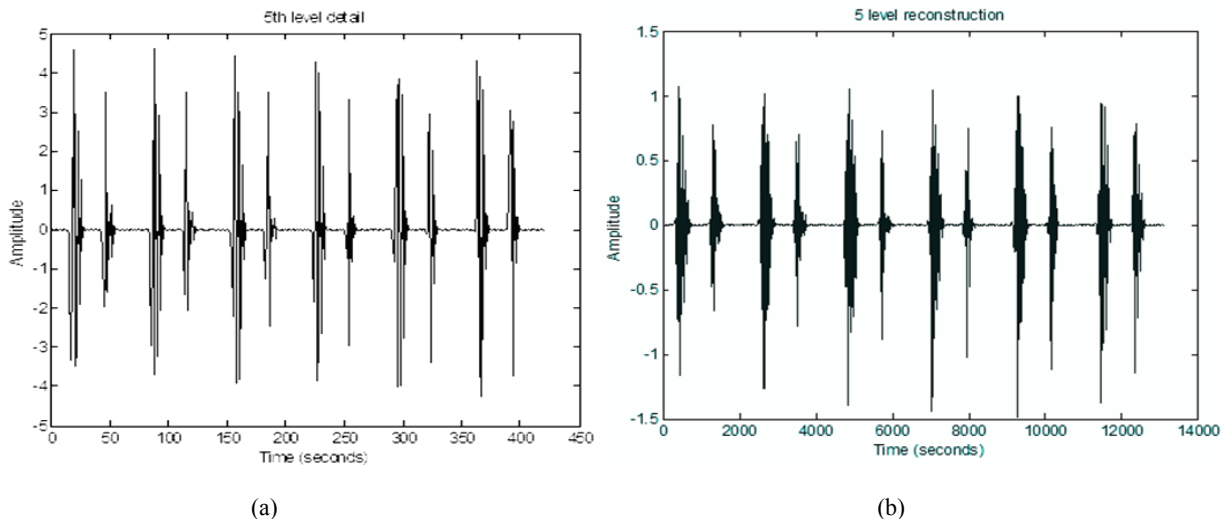 5th level detail
5
4
3
2
1
0
-1
-2
-3
-4
-5
Amplitude
0 50 100 150 200 250 300 350 400 450
Time (seconds)
(a)
5 level reconstruction
1.5
1
0.5
0
-0.5
-1
-1.5
Amplitude
0 2000 4000 6000 8000 10000 12000 14000
Time (seconds)
(b)